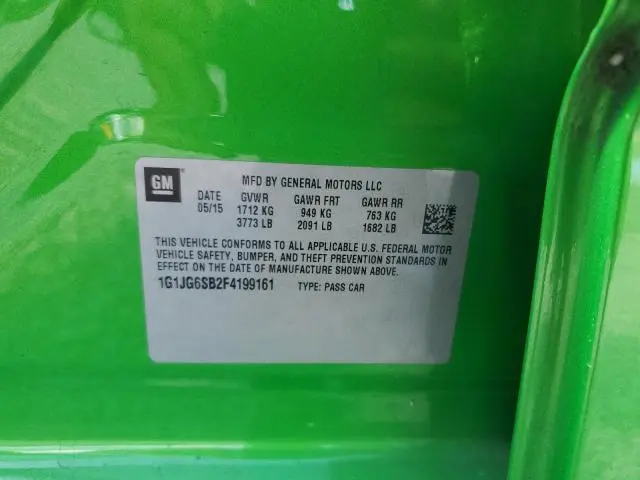 GM
MFD BY GENERAL MOTORS LLC
DATE GVWR GAWR FRT GAWR RR
05/15 1712 KG 949 KG 763 KG
3773 LB 2091 LB 1682 LB
THIS VEHICLE CONFORMS TO ALL APPLICABLE U.S. FEDERAL MOTOR
VEHICLE SAFETY, BUMPER, AND THEFT PREVENTION STANDARDS IN
EFFECT ON THE DATE OF MANUFACTURE SHOWN ABOVE.
1G1JG6SB2F4199161 TYPE: PASS CAR